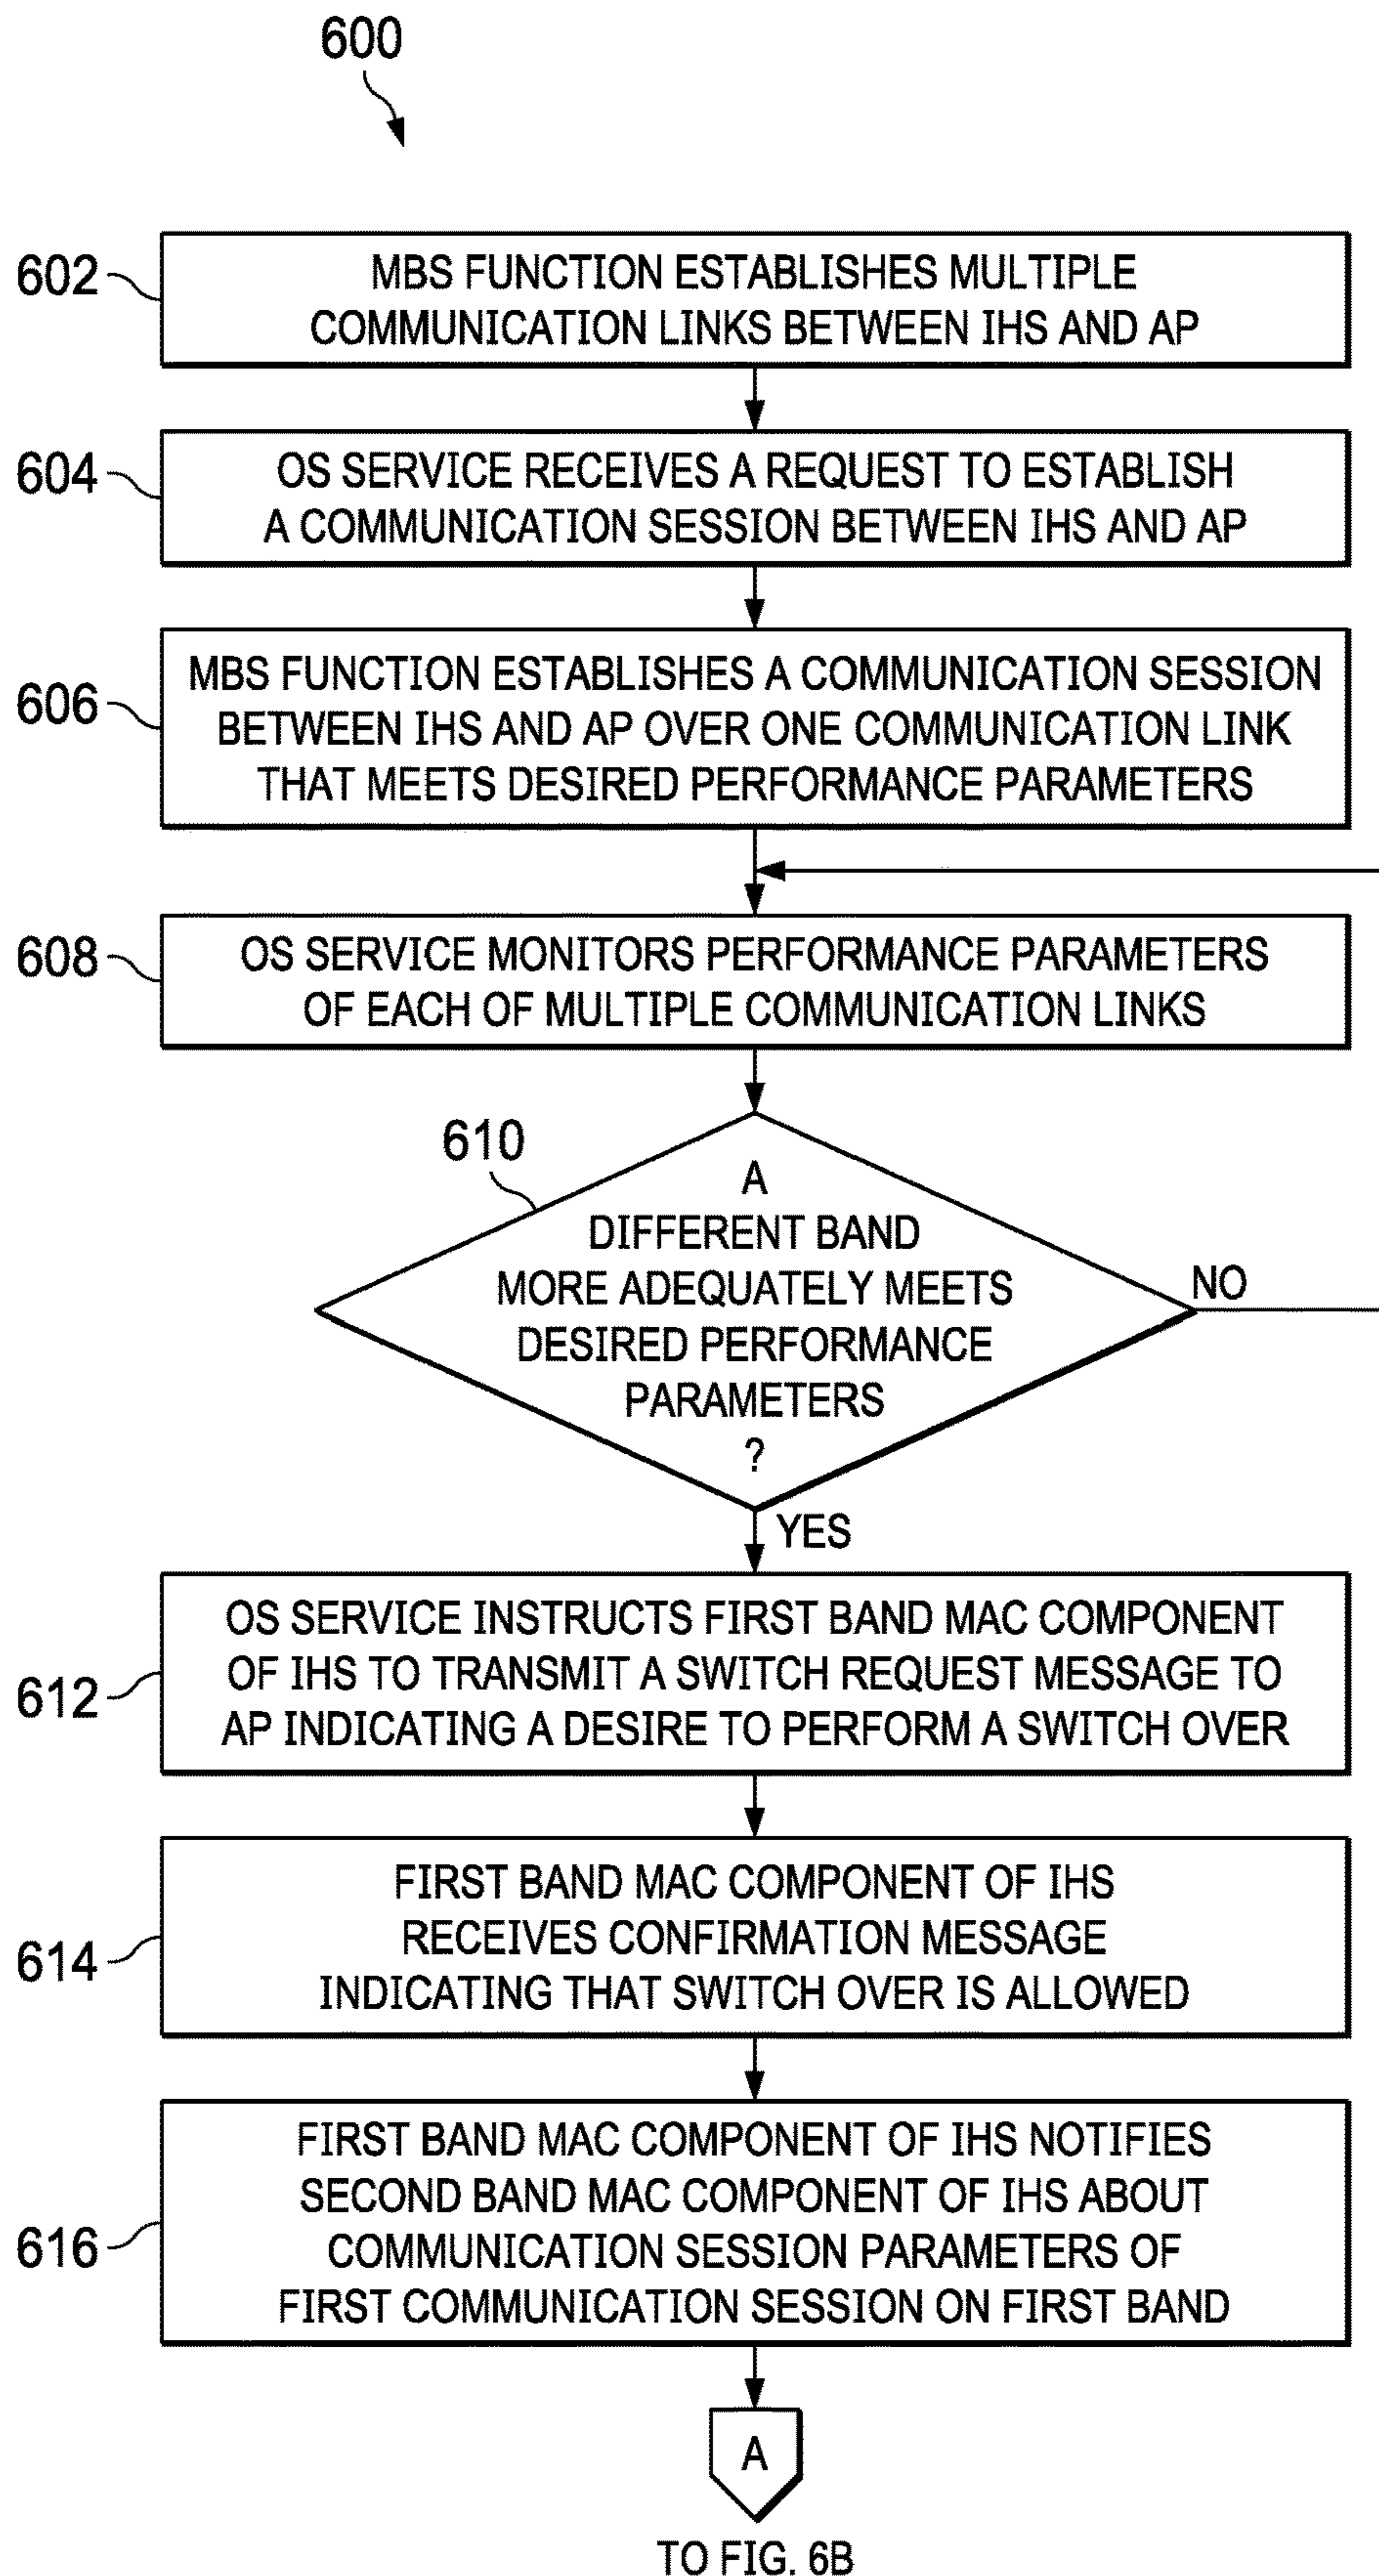 600
602
MBS FUNCTION ESTABLISHES MULTIPLE
COMMUNICATION LINKS BETWEEN IHS AND AP
604
OS SERVICE RECEIVES A REQUEST TO ESTABLISH
A COMMUNICATION SESSION BETWEEN IHS AND AP
606
MBS FUNCTION ESTABLISHES A COMMUNICATION SESSION
BETWEEN IHS AND AP OVER ONE COMMUNICATION LINK
THAT MEETS DESIRED PERFORMANCE PARAMETERS
608
OS SERVICE MONITORS PERFORMANCE PARAMETERS
OF EACH OF MULTIPLE COMMUNICATION LINKS
610
A
DIFFERENT BAND
MORE ADEQUATELY MEETS
DESIRED PERFORMANCE
PARAMETERS
?
NO
YES
612
OS SERVICE INSTRUCTS FIRST BAND MAC COMPONENT
OF IHS TO TRANSMIT A SWITCH REQUEST MESSAGE TO
AP INDICATING A DESIRE TO PERFORM A SWITCH OVER
614
FIRST BAND MAC COMPONENT OF IHS
RECEIVES CONFIRMATION MESSAGE
INDICATING THAT SWITCH OVER IS ALLOWED
616
FIRST BAND MAC COMPONENT OF IHS NOTIFIES
SECOND BAND MAC COMPONENT OF IHS ABOUT
COMMUNICATION SESSION PARAMETERS OF
FIRST COMMUNICATION SESSION ON FIRST BAND
A
TO FIG. 6B